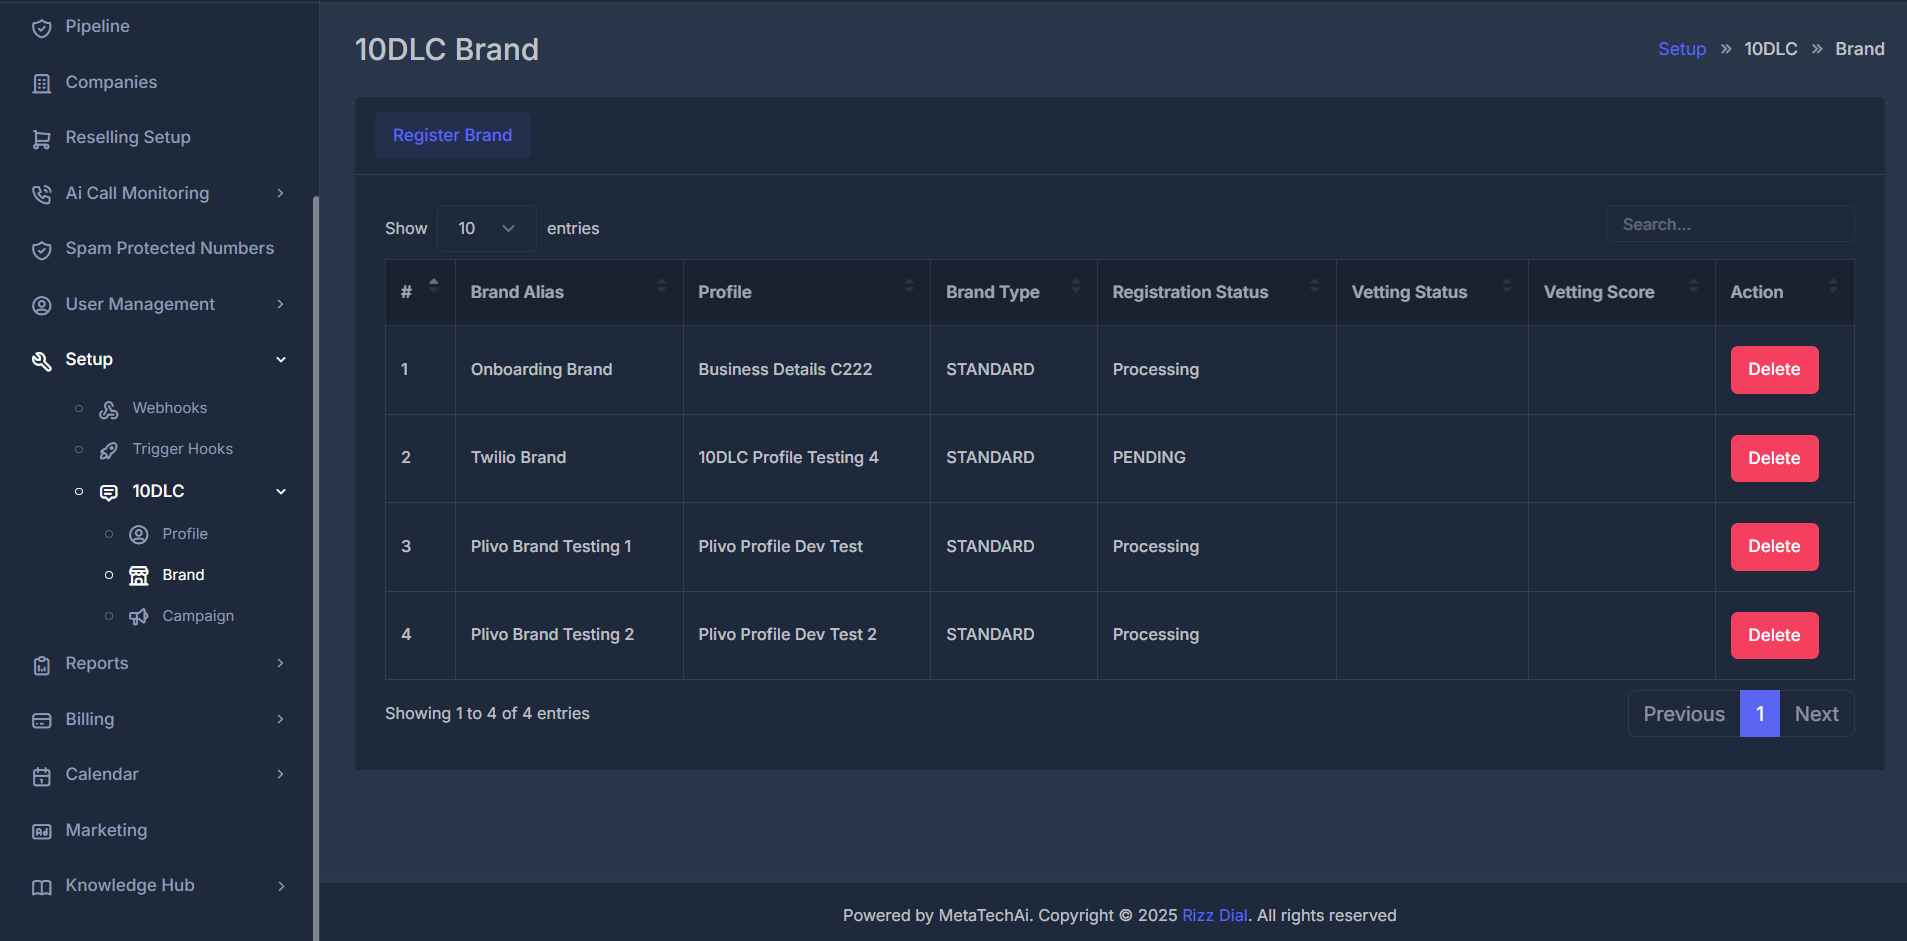 Pipeline
Companies
Reselling Setup
Ai Call Monitoring
Spam Protected Numbers
User Management
Setup
Webhooks
Trigger Hooks
10DLC
Profile
Brand
Campaign
Reports
Billing
Calendar
Marketing
Knowledge Hub
10DLC Brand
Setup » 10DLC » Brand
Register Brand
Show 10 entries
Search...
# Brand Alias Profile Brand Type Registration Status Vetting Status Vetting Score Action
1 Onboarding Brand Business Details C222 STANDARD Processing Delete
2 Twilio Brand 10DLC Profile Testing 4 STANDARD PENDING Delete
3 Plivo Brand Testing 1 Plivo Profile Dev Test STANDARD Processing Delete
4 Plivo Brand Testing 2 Plivo Profile Dev Test 2 STANDARD Processing Delete
Showing 1 to 4 of 4 entries
Previous 1 Next
Powered by MetaTechAi. Copyright © 2025 Rizz Dial. All rights reserved